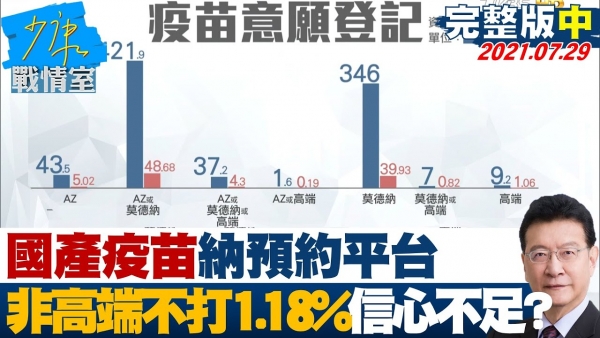 少康
戰情室
疫苗意願登記
完整版中
2021.07.29
單位
43.5 5.02
121.9 48.68
37.2 4.3
1.6 0.19
346 39.93
7 0.82
9.2 1.06
AZ
AZ或
莫德納
AZ或
莫德納或
高端
AZ或高端
莫德納
莫德納或
高端
高端
國產疫苗納預約平台
非高端不打1.18%信心不足?